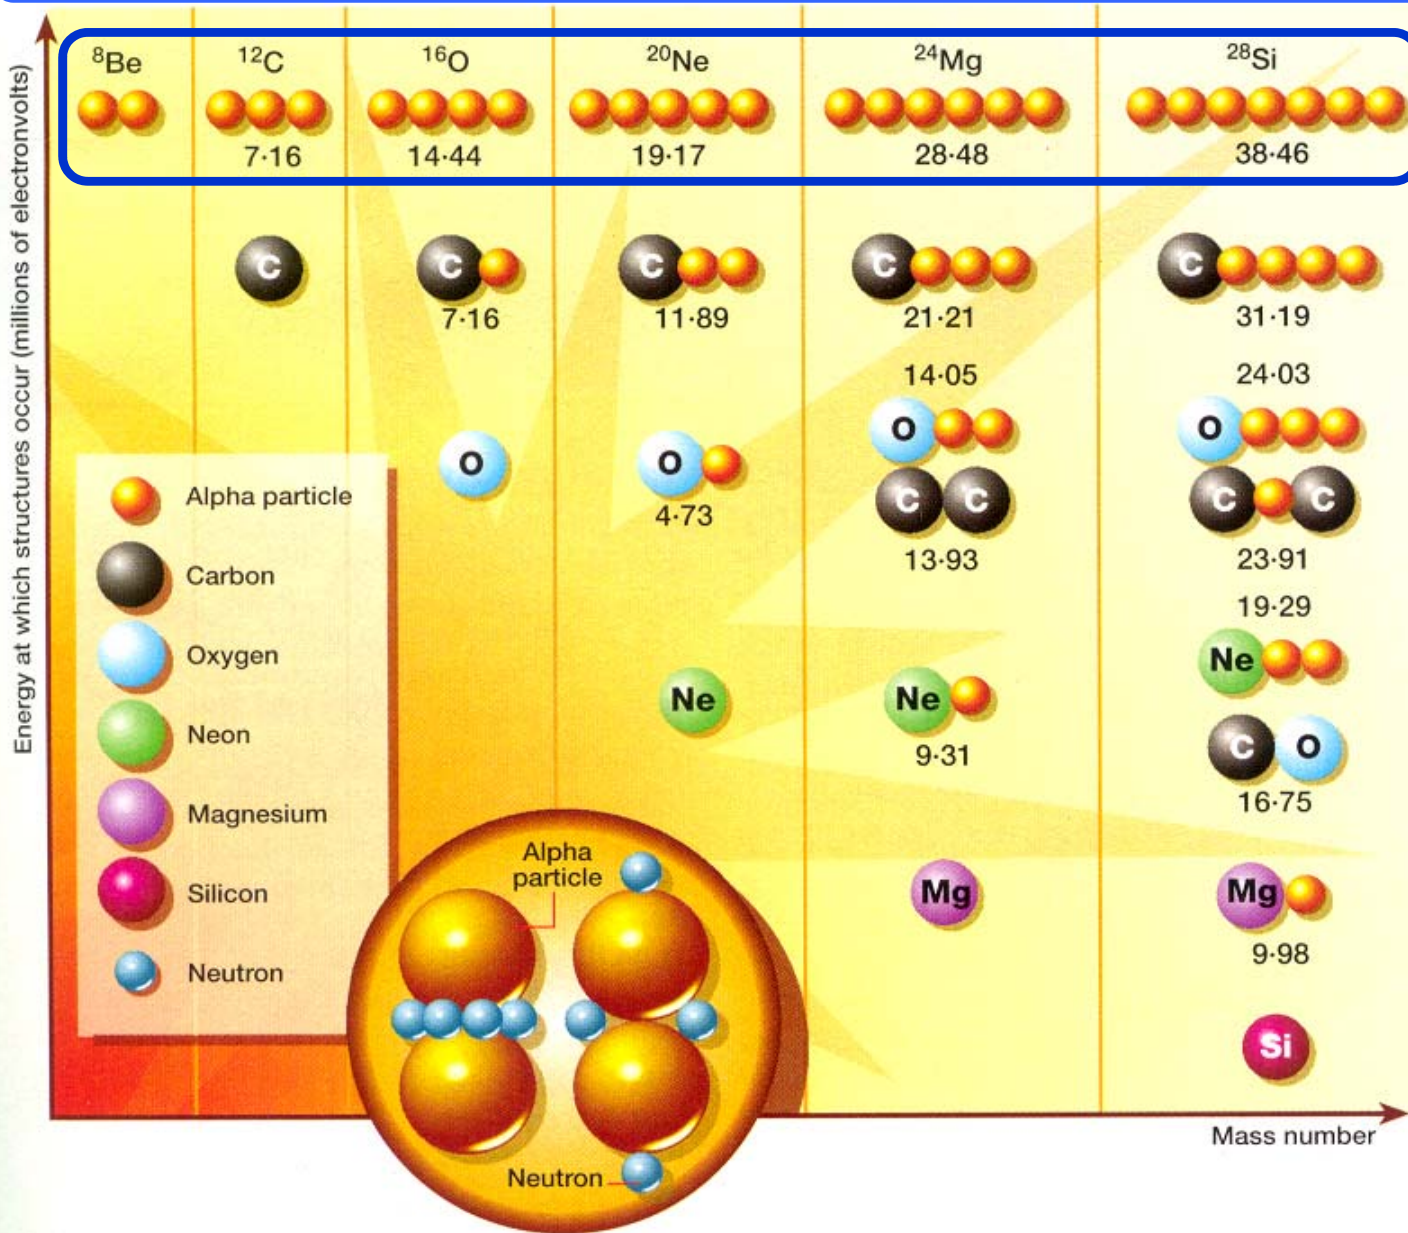 Energy at which structures occur (millions of electronvolts)
⁸Be
¹²C
¹⁶O
²⁰Ne
²⁴Mg
²⁸Si
7·16
14·44
19·17
28·48
38·46
C
C
C
C
C
7·16
11·89
21·21
31·19
14·05
24·03
O
O
O
O
C C
C C
4·73
13·93
23·91
19·29
Ne
Ne
Ne
C O
9·31
16·75
Mg
Mg
9·98
Si
Alpha particle
Carbon
Oxygen
Neon
Magnesium
Silicon
Neutron
Alpha
particle
Neutron
Mass number